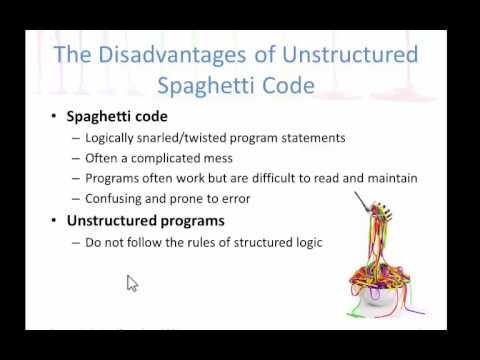 The Disadvantages of Unstructured
Spaghetti Code
• Spaghetti code
– Logically snarled/twisted program statements
– Often a complicated mess
– Programs often work but are difficult to read and maintain
– Confusing and prone to error
• Unstructured programs
– Do not follow the rules of structured logic